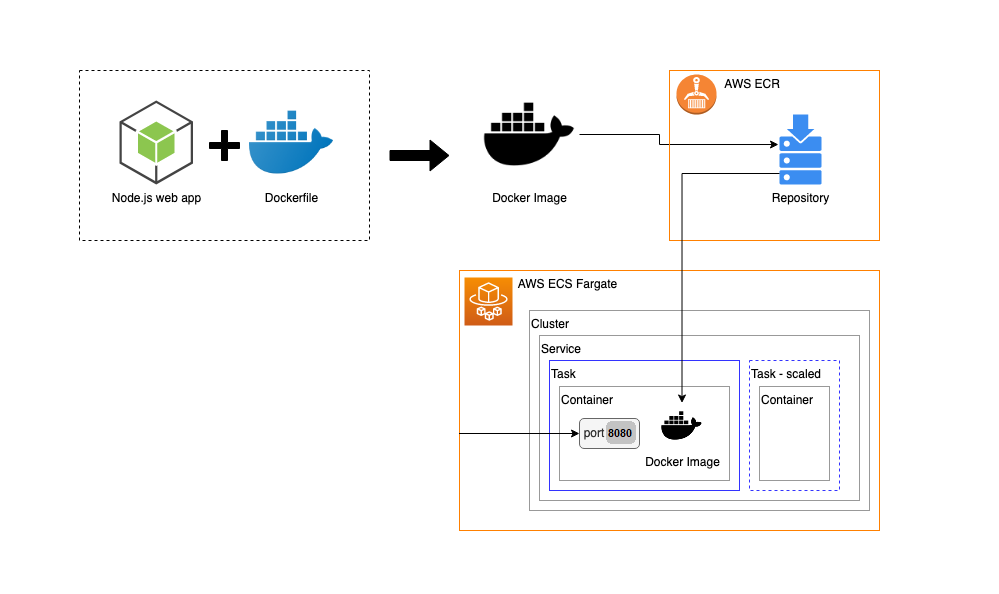 AWS ECR
Node.js web app
Dockerfile
Docker Image
Repository
AWS ECS Fargate
Cluster
Service
Task
Task - scaled
Container
Container
port 8080
Docker Image